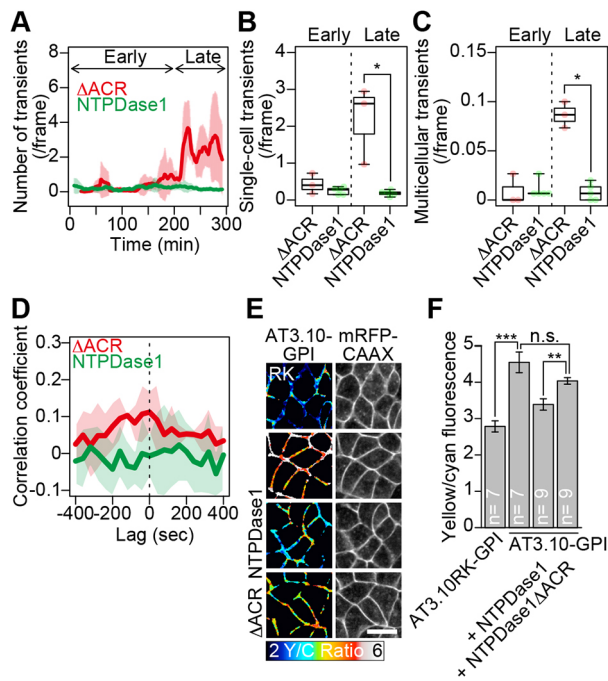 A
Early
Late
ΔACR
NTPDase1
Number of transients
(/frame)
8
6
4
2
0
0
100
200
300
Time (min)
B
Early
Late
Single-cell transients
(/frame)
4
3
2
1
0
*
ΔACR
NTPDase1
ΔACR
NTPDase1
C
Early
Late
Multicellular transients
(/frame)
0.15
0.1
0.05
0
*
ΔACR
NTPDase1
ΔACR
NTPDase1
D
ΔACR
NTPDase1
Correlation coefficient
0.3
0.2
0.1
0
-0.1
-400
-200
0
200
400
Lag (sec)
E
AT3.10-
GPI
mRFP-
CAAX
RK
NTPDase1
ΔACR
2 Y/C Ratio 6
F
Yellow/cyan fluorescence
5
4
3
2
1
0
***
n.s.
**
n= 7
n= 7
n= 9
n= 9
AT3.10RK-GPI
AT3.10-GPI
+ NTPDase1
+ NTPDase1ΔACR